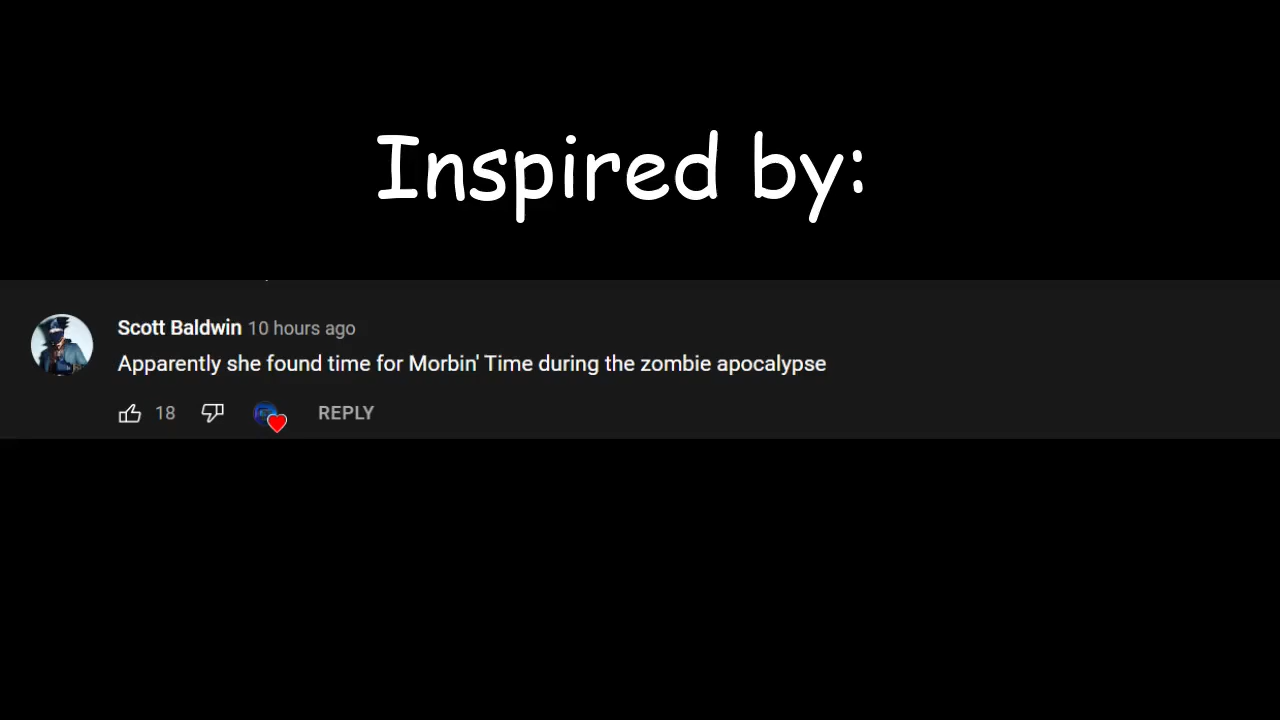 Inspired by:
Scott Baldwin 10 hours ago
Apparently she found time for Morbin' Time during the zombie apocalypse
18 REPLY